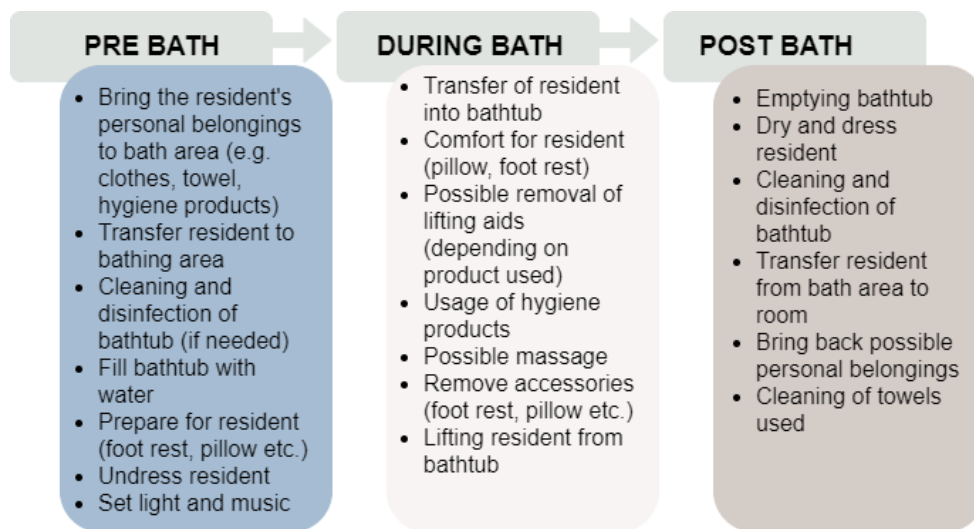 PRE BATH
• Bring the resident's
personal belongings
to bath area (e.g.
clothes, towel,
hygiene products)
• Transfer resident to
bathing area
• Cleaning and
disinfection of
bathtub (if needed)
• Fill bathtub with
water
• Prepare for resident
(foot rest, pillow etc.)
• Undress resident
• Set light and music
DURING BATH
• Transfer of resident
into bathtub
• Comfort for resident
(pillow, foot rest)
• Possible removal of
lifting aids
(depending on
product used)
• Usage of hygiene
products
• Possible massage
• Remove accessories
(foot rest, pillow etc.)
• Lifting resident from
bathtub
POST BATH
• Emptying bathtub
• Dry and dress
resident
• Cleaning and
disinfection of
bathtub
• Transfer resident
from bath area to
room
• Bring back possible
personal belongings
• Cleaning of towels
used